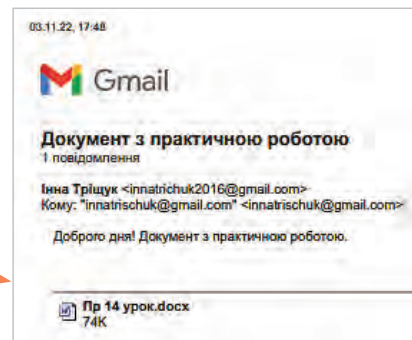 03.11.22, 17:48
Gmail
Документ з практичною роботою
1 повідомлення
Інна Тріщук <innatrichuk2016@gmail.com>
Кому: "innatrischuk@gmail.com" <innatrischuk@gmail.com>
Доброго дня! Документ з практичною роботою.
Пр 14 урок.docx
74K